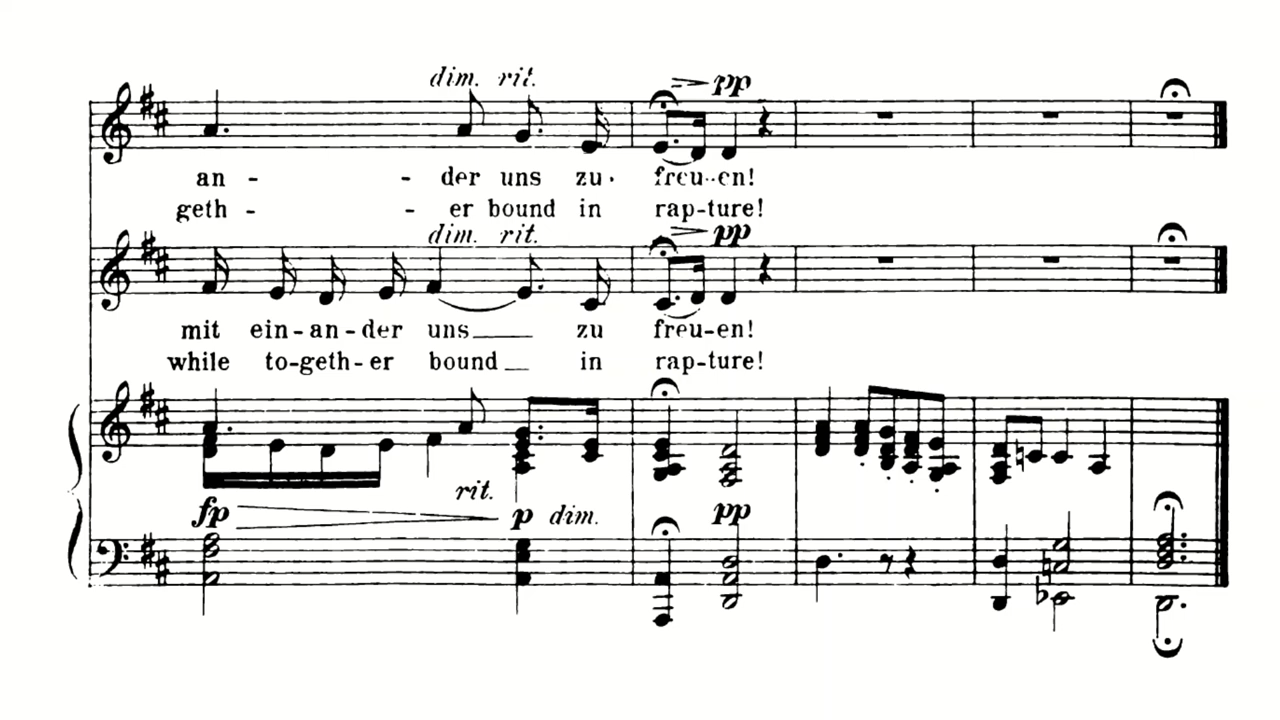 dim. rit. pp
an - - der uns zu freu-en!
geth - - er bound in rap-ture!
dim. rit. pp
mit ein-an-der uns zu freu-en!
while to-geth-er bound in rap-ture!
rit.
fp p dim. pp